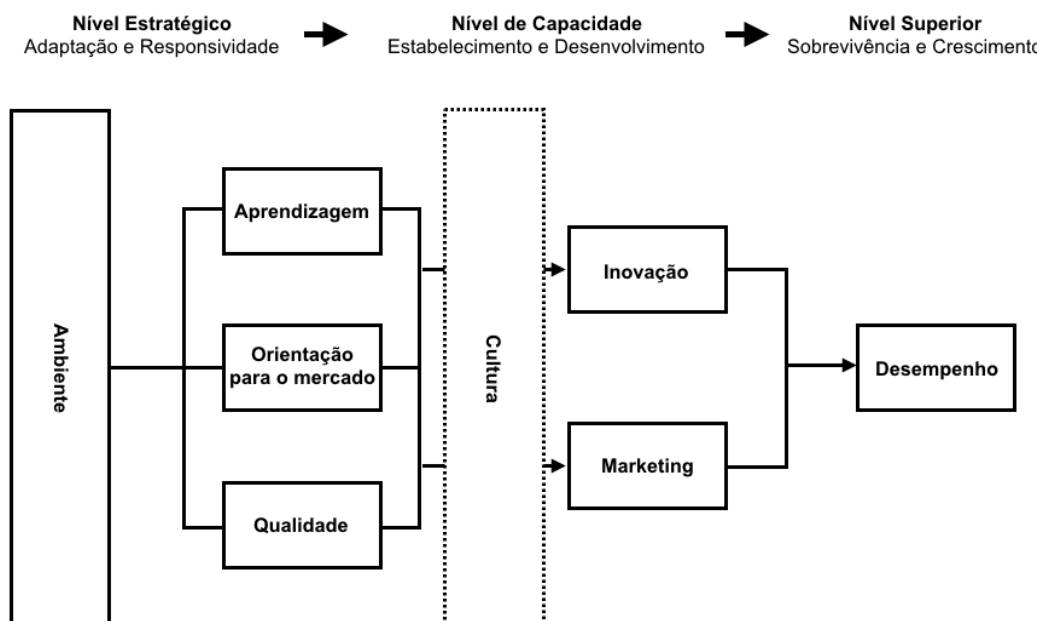 Nível Estratégico
Adaptação e Responsividade
Nível de Capacidade
Estabelecimento e Desenvolvimento
Nível Superior
Sobrevivência e Crescimento
Ambiente
Aprendizagem
Orientação
para o mercado
Qualidade
Cultura
Inovação
Marketing
Desempenho